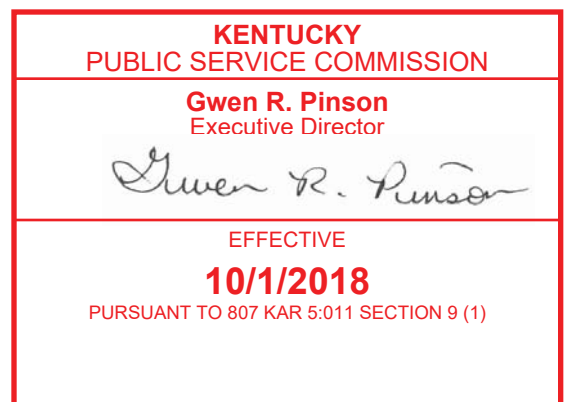 KENTUCKY
PUBLIC SERVICE COMMISSION
Gwen R. Pinson
Executive Director
Gwen R. Pinson
EFFECTIVE
10/1/2018
PURSUANT TO 807 KAR 5:011 SECTION 9 (1)